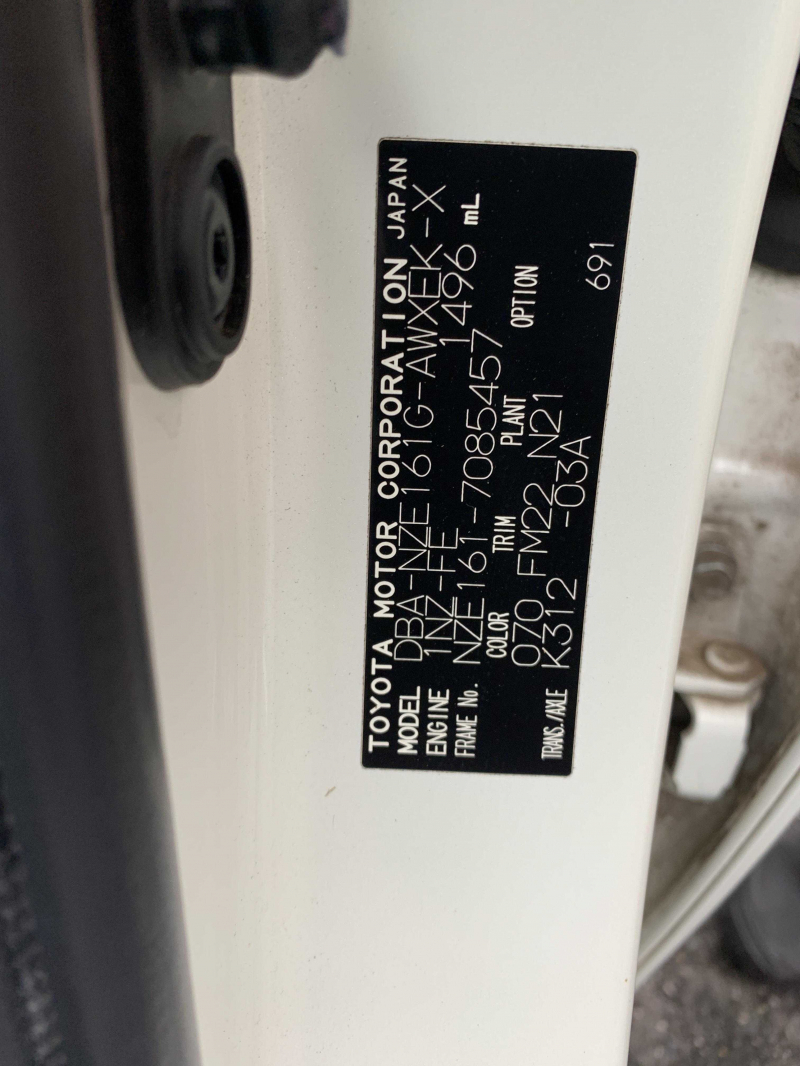 TOYOTA MOTOR CORPORATION JAPAN
MODEL DBA-NZE161G-AWXEK-X
ENGINE 1NZ-FE 1496 mL
FRAME No. NZE161-7085457
COLOR TRIM PLANT OPTION
070 FM22 N21
TRANS./AXLE K312 -03A
691